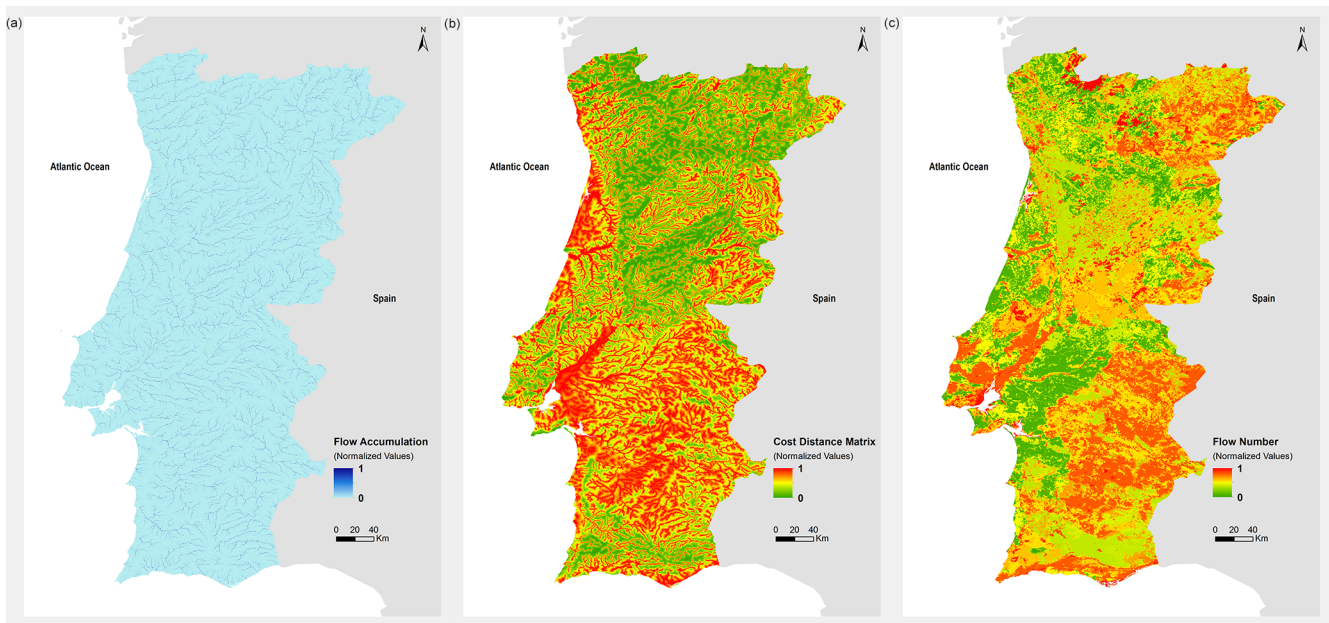 (a)
N
Atlantic Ocean
Spain
Flow Accumulation
(Normalized Values)
1
0
0 20 40
Km
(b)
N
Atlantic Ocean
Spain
Cost Distance Matrix
(Normalized Values)
1
0
0 20 40
Km
(c)
N
Atlantic Ocean
Spain
Flow Number
(Normalized Values)
1
0
0 20 40
Km